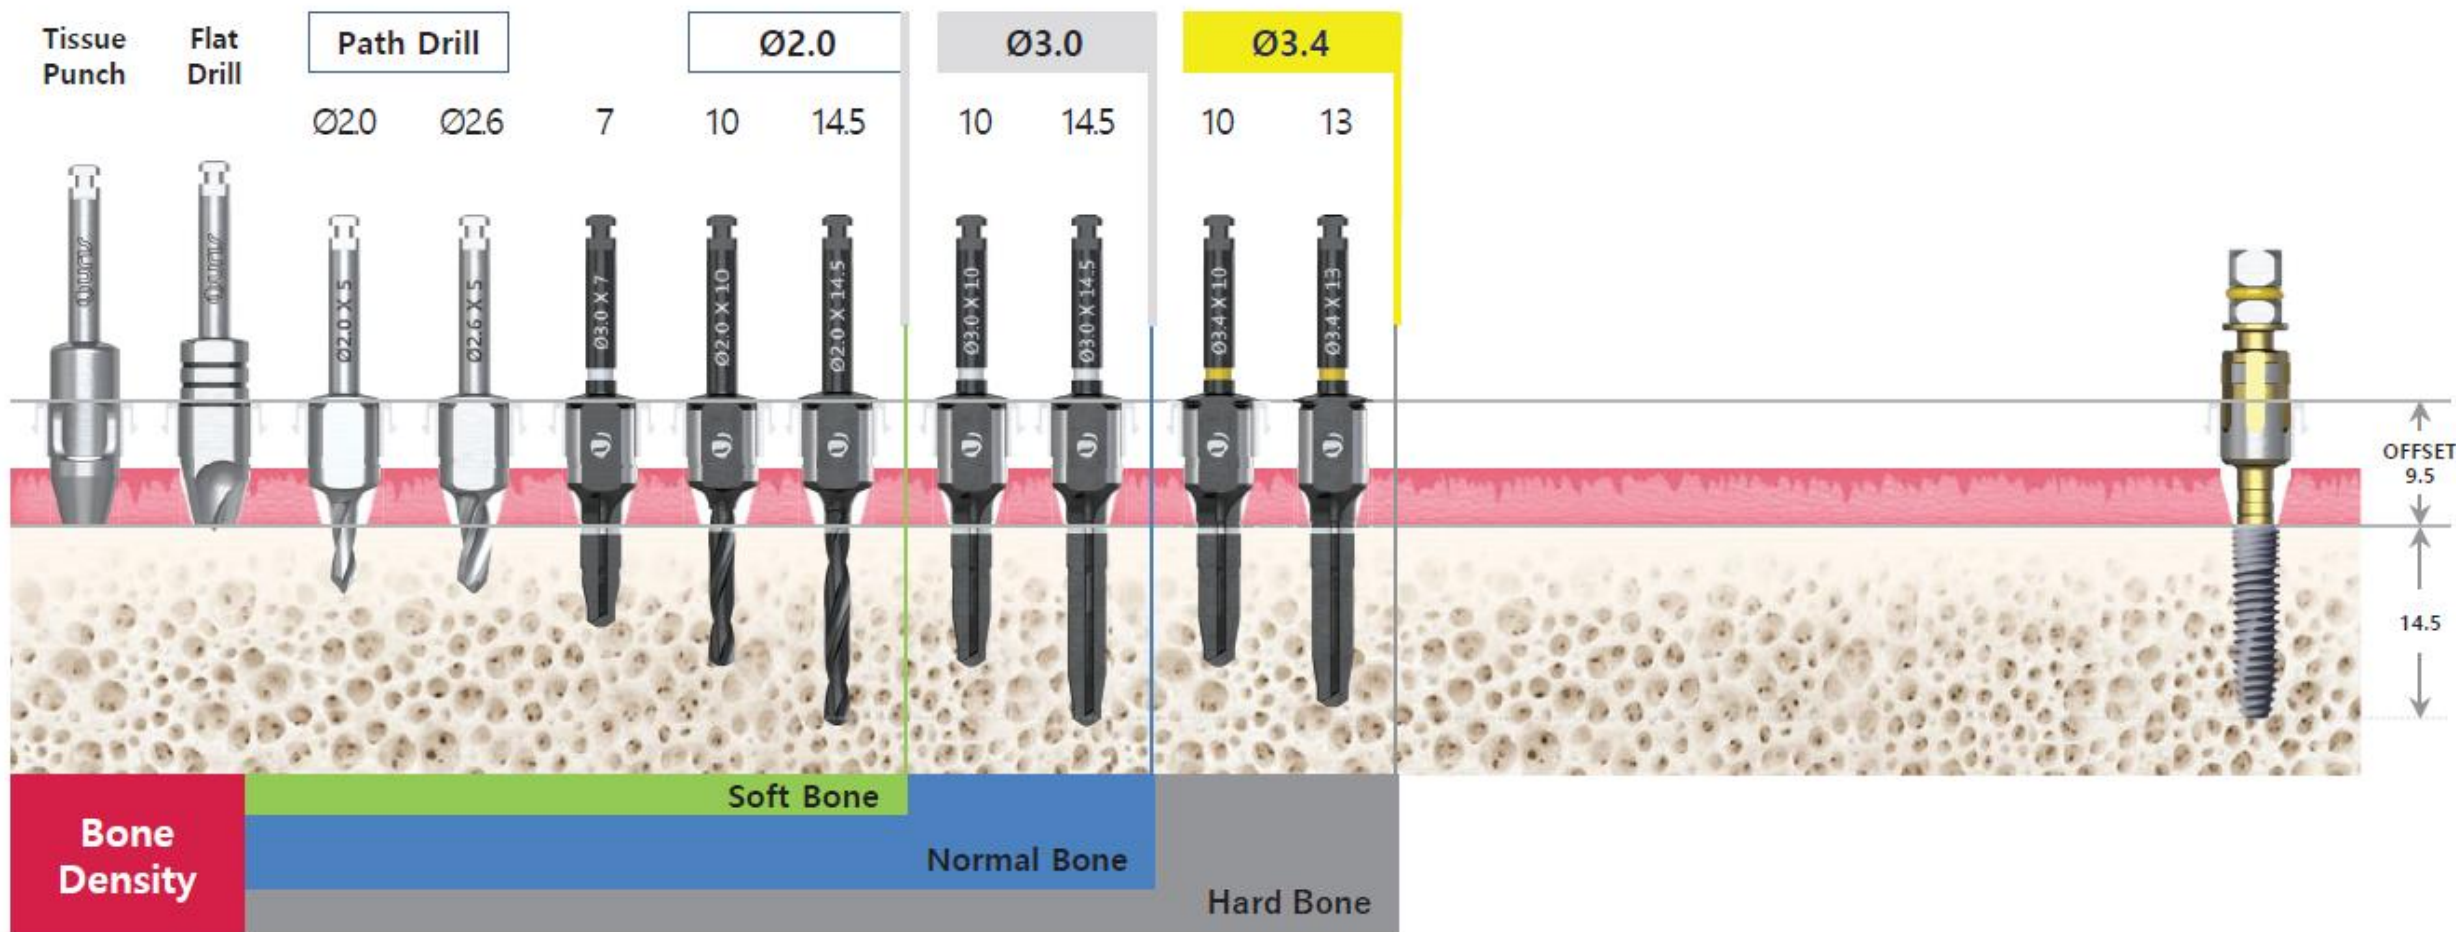 Tissue
Punch
Flat
Drill
Path Drill
Ø2.0
Ø3.0
Ø3.4
Ø2.0
Ø2.6
7
10
14.5
10
14.5
10
13
Ø2.0 X 5
Ø2.6 X 5
Ø3.0 X 7
Ø2.0 X 10
Ø2.0 X 14.5
Ø3.0 X 10
Ø3.0 X 14.5
Ø3.4 X 10
Ø3.4 X 13
OFFSET
9.5
14.5
Soft Bone
Bone
Density
Normal Bone
Hard Bone